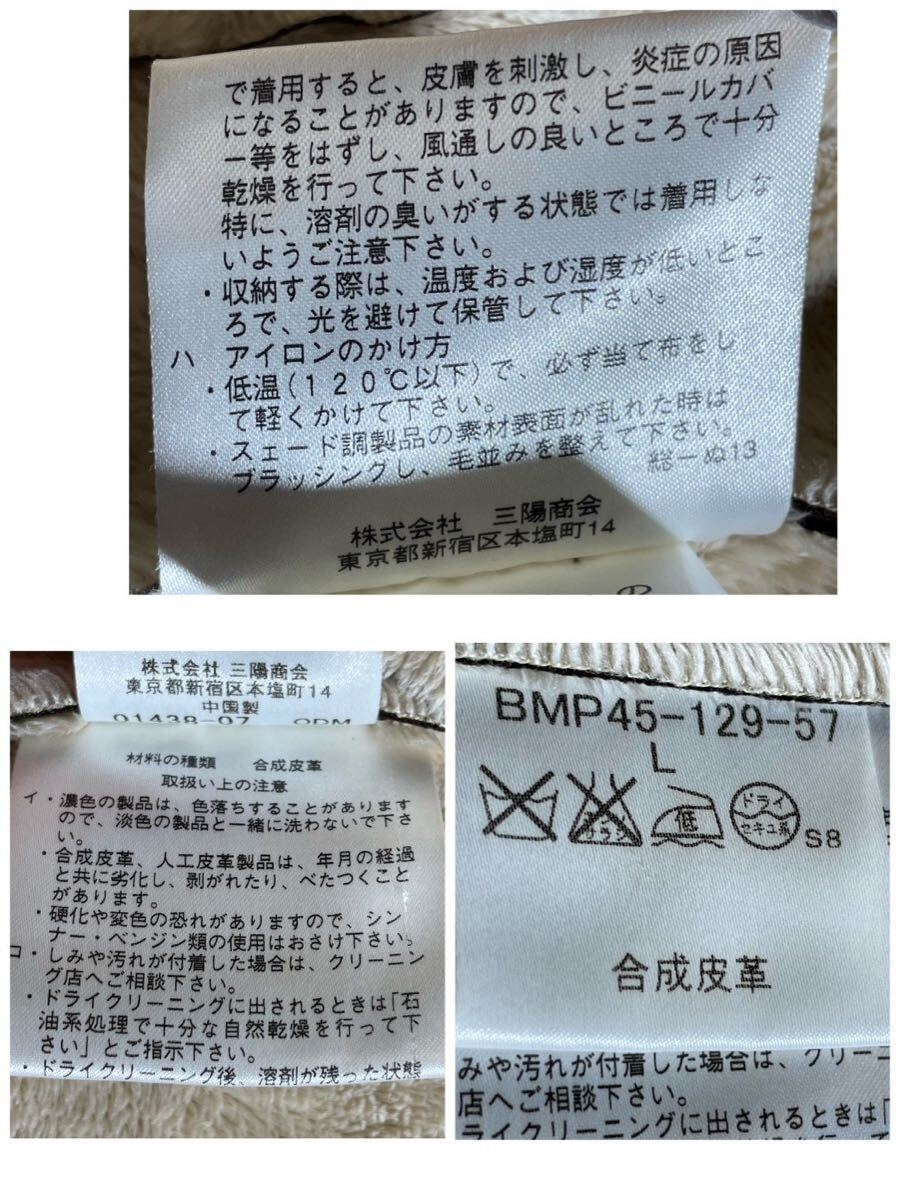 で着用すると、皮膚を刺激し、炎症の原因
になることがありますので、ビニールカバ
ー等をはずし、風通しの良いところで十分
乾燥を行って下さい。
特に、溶剤の臭いがする状態では着用しな
いようご注意下さい。
・収納する際は、温度および湿度が低いとこ
ろで、光を避けて保管して下さい。
ハ アイロンのかけ方
・低温（120℃以下）で、必ず当て布をし
て軽くかけて下さい。
・スェード調製品の素材表面が乱れた時は
ブラッシングし、毛並みを整えて下さい。
総ーぬ13
株式会社 三陽商会
東京都新宿区本塩町14
株式会社 三陽商会
東京都新宿区本塩町14
中国製
01438-07 ODM
材料の種類 合成皮革
取扱い上の注意
イ・濃色の製品は、色落ちすることがあります
ので、淡色の製品と一緒に洗わないで下さ
い。
・合成皮革、人工皮革製品は、年月の経過
と共に劣化し、剥がれたり、べたつくこと
があります。
・硬化や変色の恐れがありますので、シン
ナー・ベンジン類の使用はおさけ下さい。
ロ・しみや汚れが付着した場合は、クリーニン
グ店へご相談下さい。
・ドライクリーニングに出されるときは「石
油系処理で十分な自然乾燥を行って下
さい」とご指示下さい。
・ドライクリーニング後、溶剤が残った状態
BMP45-129-57
L
エンソサラシ
低
ドライ
セキユ系
S8
合成皮革
みや汚れが付着した場合は、クリーニ
店へご相談下さい。
ライクリーニングに出されるときは「